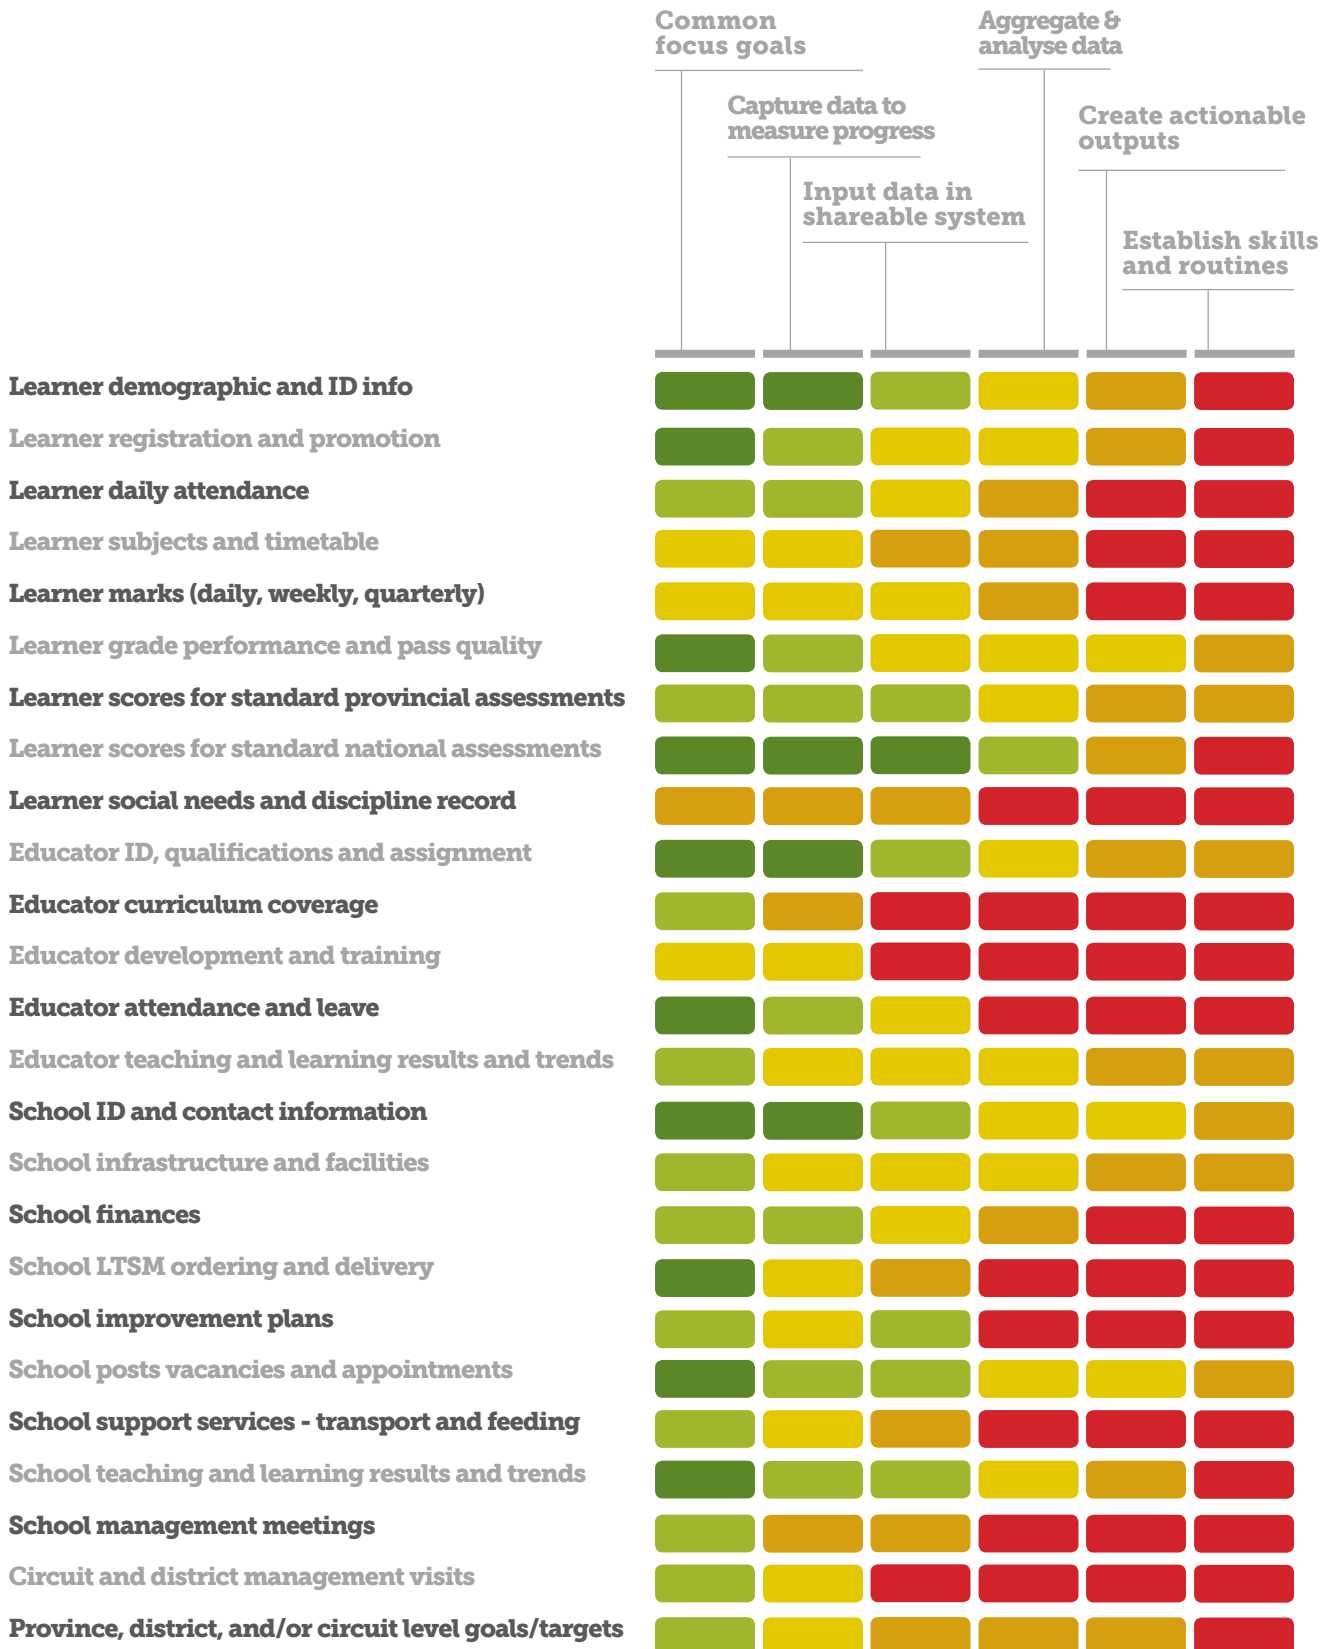 Common
focus goals
Aggregate &
analyse data
Capture data to
measure progress
Create actionable
outputs
Input data in
shareable system
Establish skills
and routines
Learner demographic and ID info
Learner registration and promotion
Learner daily attendance
Learner subjects and timetable
Learner marks (daily, weekly, quarterly)
Learner grade performance and pass quality
Learner scores for standard provincial assessments
Learner scores for standard national assessments
Learner social needs and discipline record
Educator ID, qualifications and assignment
Educator curriculum coverage
Educator development and training
Educator attendance and leave
Educator teaching and learning results and trends
School ID and contact information
School infrastructure and facilities
School finances
School LTSM ordering and delivery
School improvement plans
School posts vacancies and appointments
School support services - transport and feeding
School teaching and learning results and trends
School management meetings
Circuit and district management visits
Province, district, and/or circuit level goals/targets